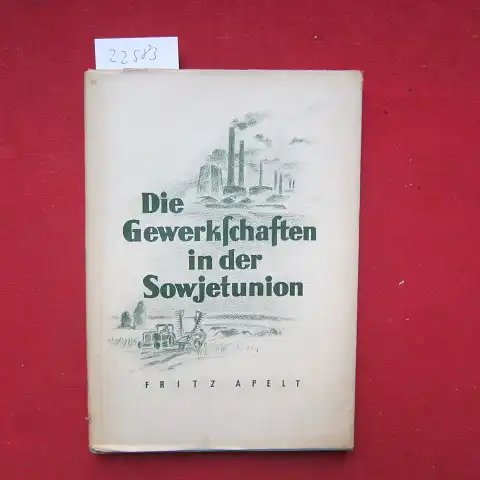 22583
Die
Gewerkſchaften
in der
Sowjetunion
FRITZ APELT